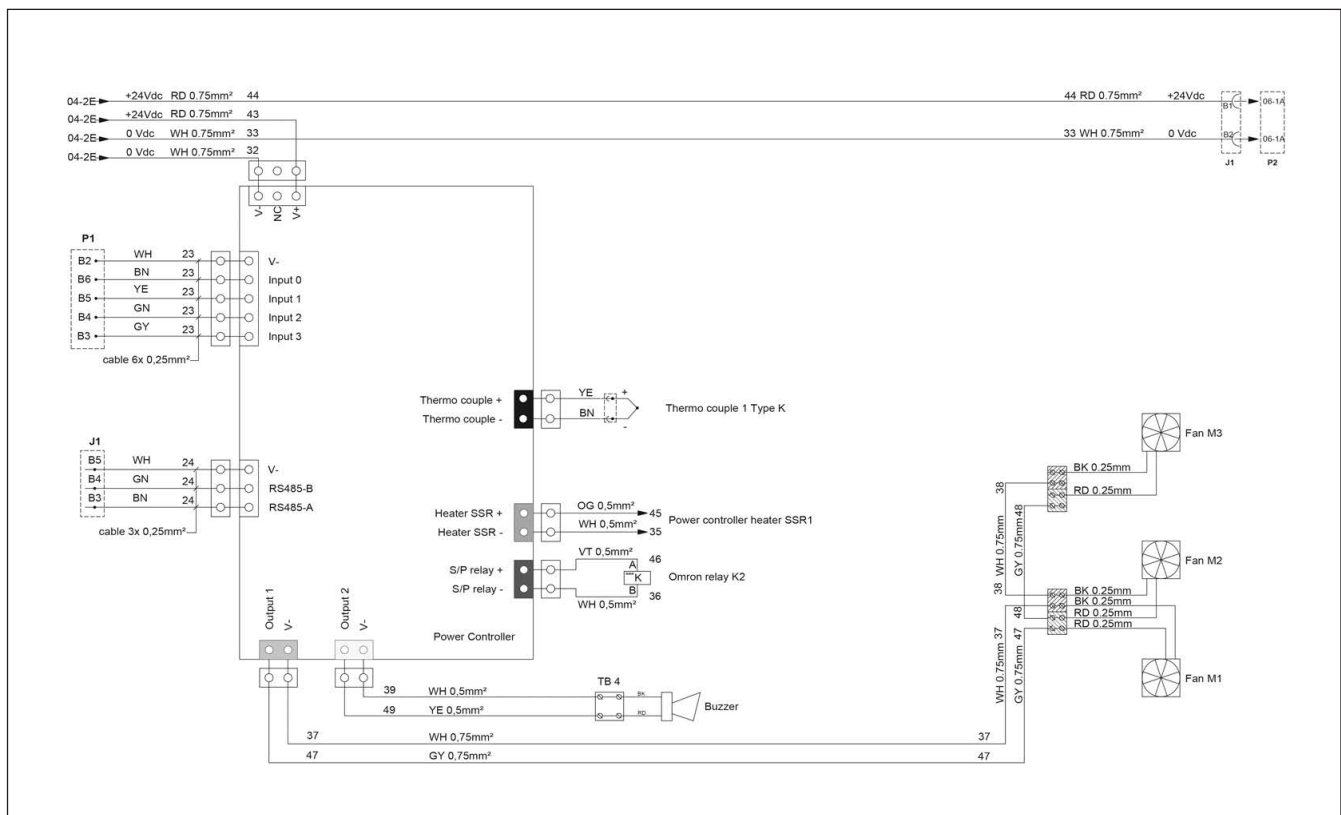 04-2E +24Vdc RD 0.75mm² 44 44 RD 0.75mm² +24Vdc B1 06-1A
04-2E +24Vdc RD 0.75mm² 43
04-2E 0 Vdc WH 0.75mm² 33 33 WH 0.75mm² 0 Vdc B2 06-1A
04-2E 0 Vdc WH 0.75mm² 32
J1 P2
V- NC V+
P1
B2 WH 23 V-
B6 BN 23 Input 0
B5 YE 23 Input 1
B4 GN 23 Input 2
B3 GY 23 Input 3
cable 6x 0,25mm²
Thermo couple + YE +
Thermo couple 1 Type K
Thermo couple - BN -
J1
B5 WH 24 V-
B4 GN 24 RS485-B
B3 BN 24 RS485-A
cable 3x 0,25mm²
Heater SSR + OG 0,5mm² 45
Power controller heater SSR1
Heater SSR - WH 0,5mm² 35
S/P relay + VT 0,5mm² 46
A
K Omron relay K2
B
S/P relay - WH 0,5mm² 36
Output 1 V- Output 2 V-
Power Controller
39 WH 0,5mm² TB 4 BK
Buzzer
49 YE 0,5mm² RD
37 WH 0,75mm² 37
47 GY 0,75mm² 47
Fan M3
BK 0.25mm
RD 0.25mm
38 WH 0.75mm² 38
48 GY 0.75mm² 48
Fan M2
BK 0.25mm
BK 0.25mm
RD 0.25mm
RD 0.25mm
WH 0.75mm² 37
GY 0.75mm² 47
Fan M1